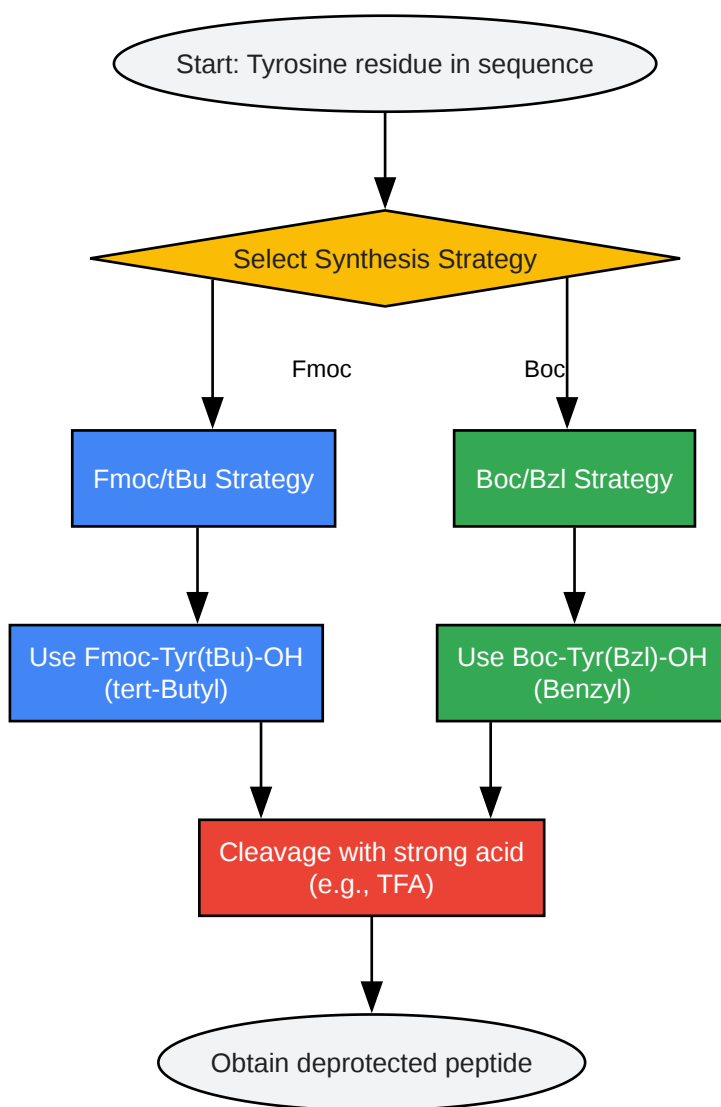 Start: Tyrosine residue in sequence
Select Synthesis Strategy
Fmoc
Boc
Fmoc/tBu Strategy
Boc/Bzl Strategy
Use Fmoc-Tyr(tBu)-OH
(tert-Butyl)
Use Boc-Tyr(Bzl)-OH
(Benzyl)
Cleavage with strong acid
(e.g., TFA)
Obtain deprotected peptide